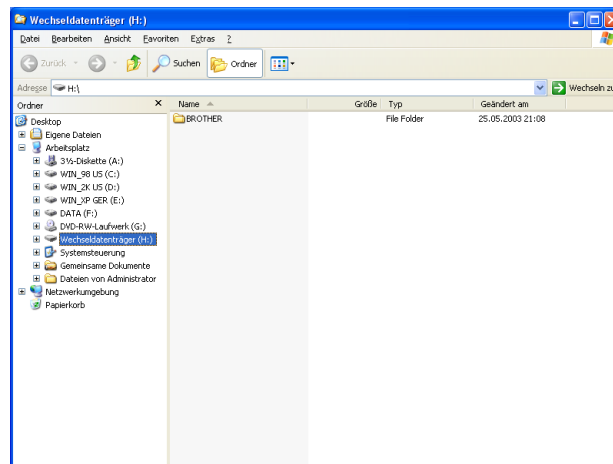 Wechseldatenträger (H:)
Datei Bearbeiten Ansicht Favoriten Extras ?
Zurück Suchen Ordner
Adresse H:\ Wechseln zu
Ordner x Name Größe Typ Geändert am
Desktop BROTHER File Folder 25.05.2003 21:08
Eigene Dateien
Arbeitsplatz
3½-Diskette (A:)
WIN_98 US (C:)
WIN_2K US (D:)
WIN_XP GER (E:)
DATA (F:)
DVD-RW-Laufwerk (G:)
Wechseldatenträger (H:)
Systemsteuerung
Gemeinsame Dokumente
Dateien von Administrator
Netzwerkumgebung
Papierkorb